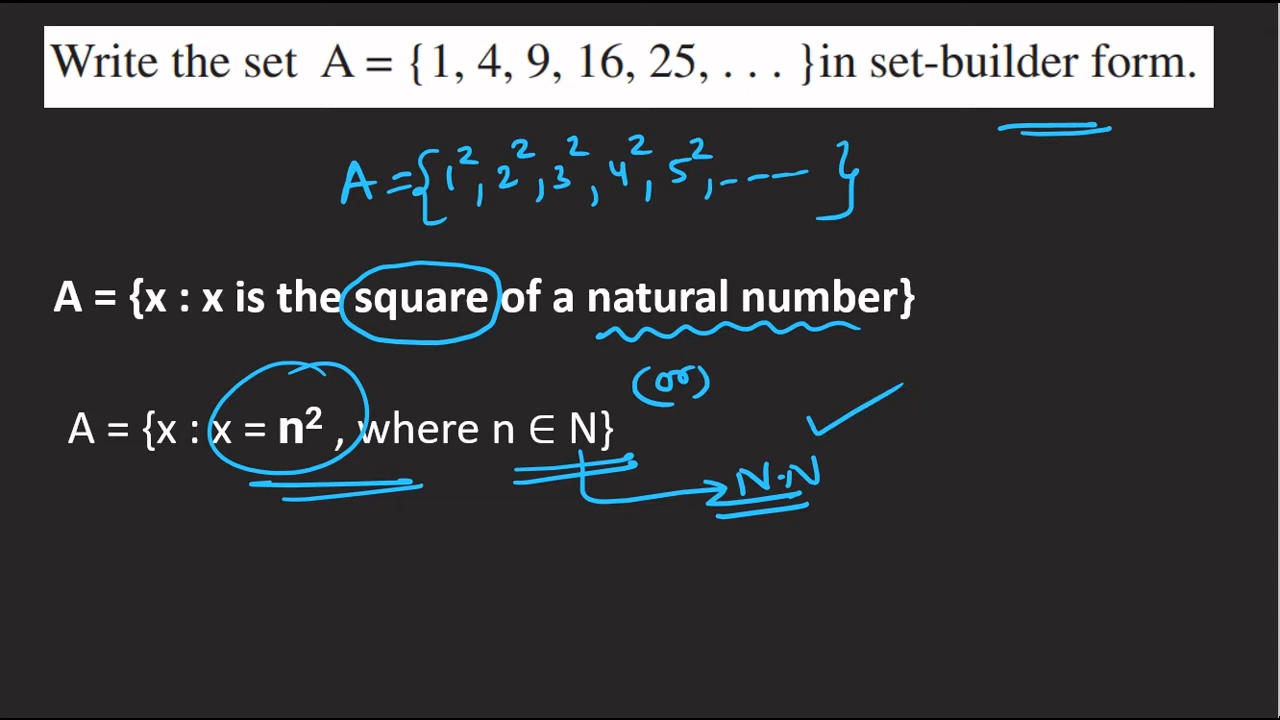 Write the set A = {1, 4, 9, 16, 25, . . . }in set-builder form.
A = {1², 2², 3², 4², 5², ---- }
A = {x : x is the square of a natural number}
(or)
A = {x : x = n² , where n ∈ N}
N.N